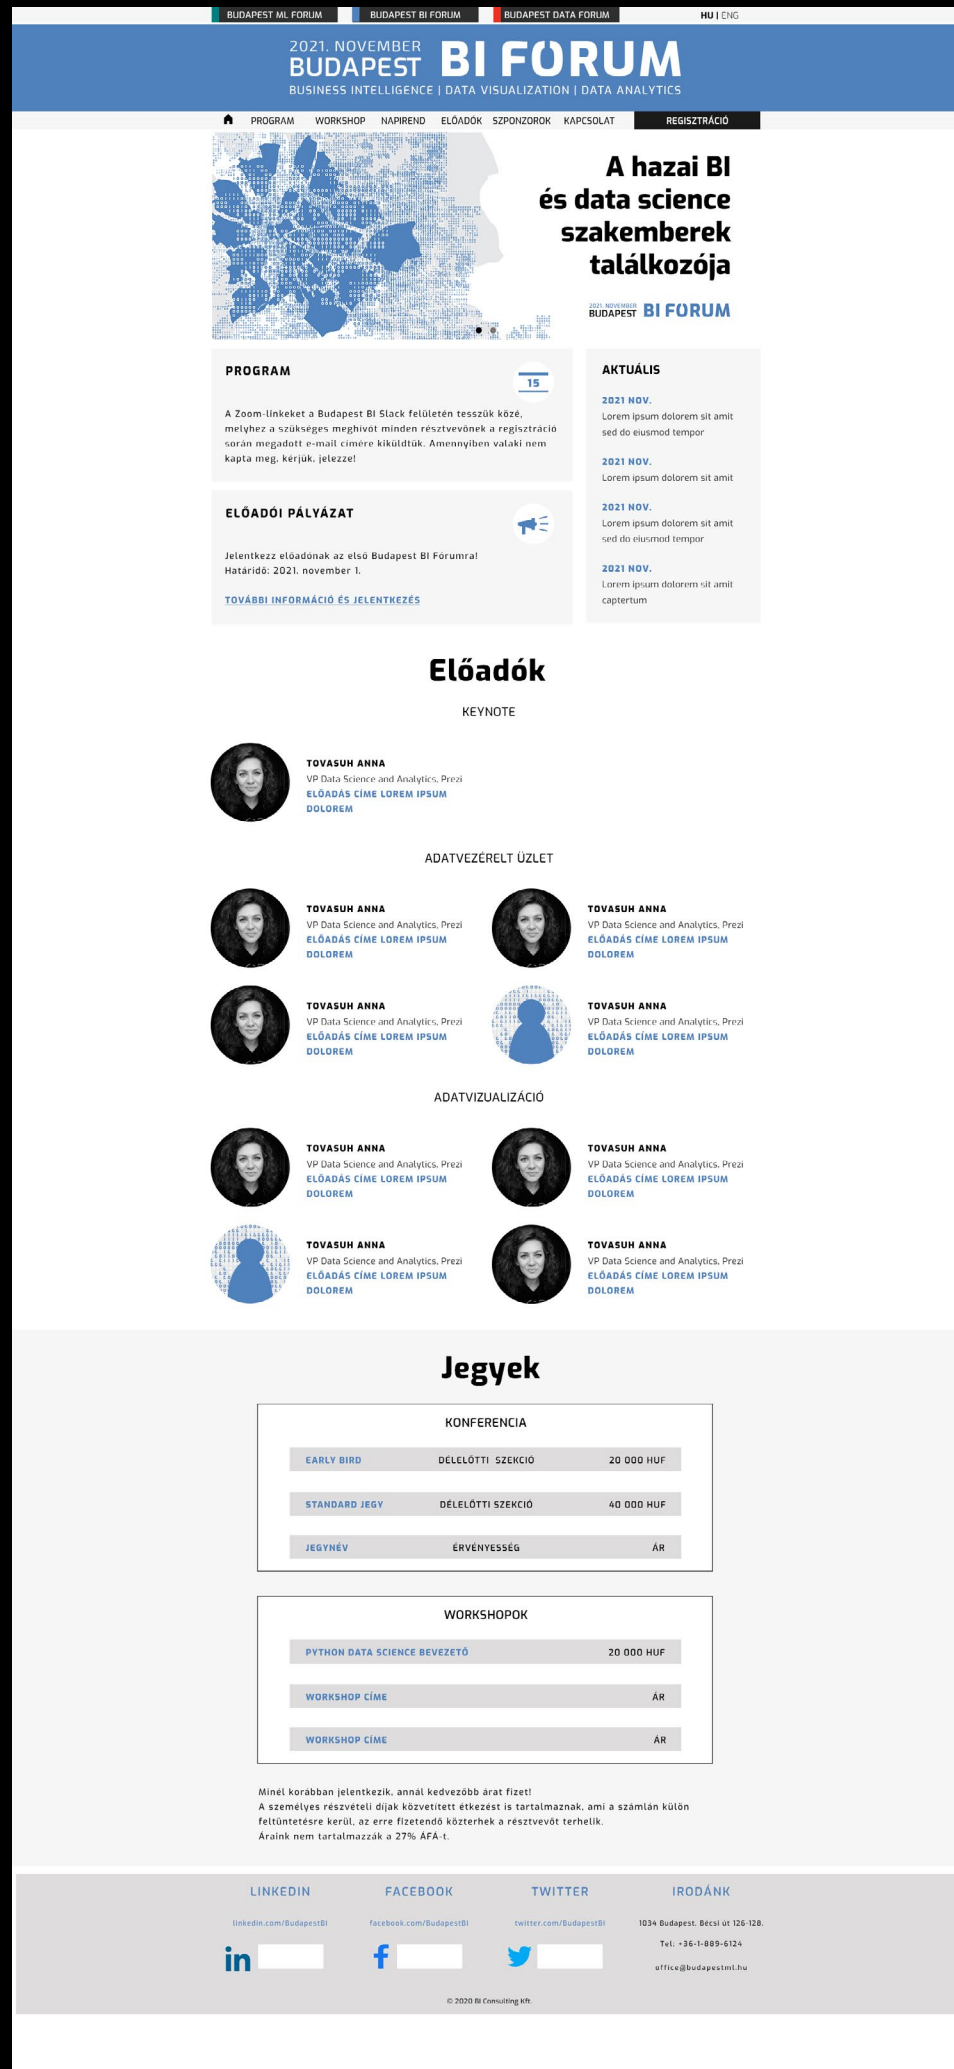 BUDAPEST ML FORUM
BUDAPEST BI FORUM
BUDAPEST DATA FORUM
HU | ENG
2021. NOVEMBER
BUDAPEST
BI FORUM
BUSINESS INTELLIGENCE | DATA VISUALIZATION | DATA ANALYTICS
PROGRAM
WORKSHOP
NAPIREND
ELŐADÓK
SZPONZOROK
KAPCSOLAT
REGISZTRÁCIÓ
A hazai BI
és data science
szakemberek
találkozója
2021. NOVEMBER
BUDAPEST
BI FORUM
PROGRAM
15
A Zoom-linkeket a Budapest BI Slack felületén tesszük közé,
melyhez a szükséges meghívót minden résztvevőnek a regisztráció
során megadott e-mail címére kiküldtük. Amennyiben valaki nem
kapta meg, kérjük, jelezze!
ELŐADÓI PÁLYÁZAT
Jelentkezz előadónak az első Budapest BI Fórumra!
Határidő: 2021. november 1.
TOVÁBBI INFORMÁCIÓ ÉS JELENTKEZÉS
AKTUÁLIS
2021 NOV.
Lorem ipsum dolorem sit amit
sed do eiusmod tempor
2021 NOV.
Lorem ipsum dolorem sit amit
2021 NOV.
Lorem ipsum dolorem sit amit
sed do eiusmod tempor
2021 NOV.
Lorem ipsum dolorem sit amit
captertum
Előadók
KEYNOTE
TOVASUH ANNA
VP Data Science and Analytics, Prezi
ELŐADÁS CÍME LOREM IPSUM
DOLOREM
ADATVEZÉRELT ÜZLET
TOVASUH ANNA
VP Data Science and Analytics, Prezi
ELŐADÁS CÍME LOREM IPSUM
DOLOREM
TOVASUH ANNA
VP Data Science and Analytics, Prezi
ELŐADÁS CÍME LOREM IPSUM
DOLOREM
TOVASUH ANNA
VP Data Science and Analytics, Prezi
ELŐADÁS CÍME LOREM IPSUM
DOLOREM
TOVASUH ANNA
VP Data Science and Analytics, Prezi
ELŐADÁS CÍME LOREM IPSUM
DOLOREM
ADATVIZUALIZÁCIÓ
TOVASUH ANNA
VP Data Science and Analytics, Prezi
ELŐADÁS CÍME LOREM IPSUM
DOLOREM
TOVASUH ANNA
VP Data Science and Analytics, Prezi
ELŐADÁS CÍME LOREM IPSUM
DOLOREM
TOVASUH ANNA
VP Data Science and Analytics, Prezi
ELŐADÁS CÍME LOREM IPSUM
DOLOREM
TOVASUH ANNA
VP Data Science and Analytics, Prezi
ELŐADÁS CÍME LOREM IPSUM
DOLOREM
Jegyek
KONFERENCIA
EARLY BIRD DÉLELŐTTI SZEKCIÓ 20 000 HUF
STANDARD JEGY DÉLELŐTTI SZEKCIÓ 40 000 HUF
JEGYNÉV ÉRVÉNYESSÉG ÁR
WORKSHOPOK
PYTHON DATA SCIENCE BEVEZETŐ 20 000 HUF
WORKSHOP CÍME ÁR
WORKSHOP CÍME ÁR
Minél korábban jelentkezik, annál kedvezőbb árat fizet!
A személyes részvételi díjak közvetített étkezést is tartalmaznak, ami a számlán külön
feltüntetésre kerül, az erre fizetendő közterhek a résztvevőt terhelik.
Áraink nem tartalmazzák a 27% ÁFÁ-t.
LINKEDIN
linkedin.com/BudapestBI
in
FACEBOOK
facebook.com/BudapestBI
f
TWITTER
twitter.com/BudapestBI
IRODÁNK
1034 Budapest, Bécsi út 126-128.
Tel: +36-1-889-6124
office@budapestml.hu
© 2020 BI Consulting Kft.